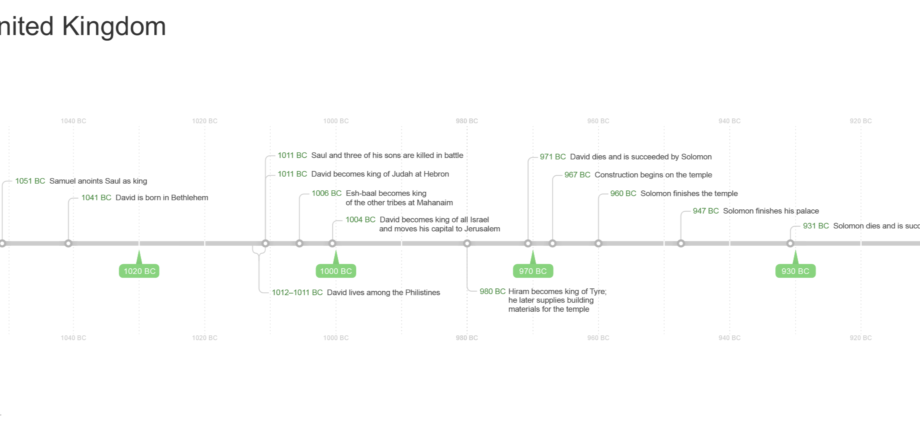 nited Kingdom
1040 BC 1020 BC 1000 BC 980 BC 960 BC 940 BC 920 BC
1011 BC Saul and three of his sons are killed in battle
971 BC David dies and is succeeded by Solomon
1011 BC David becomes king of Judah at Hebron
967 BC Construction begins on the temple
1051 BC Samuel anoints Saul as king
1006 BC Esh-baal becomes king
of the other tribes at Mahanaim
960 BC Solomon finishes the temple
1041 BC David is born in Bethlehem
947 BC Solomon finishes his palace
1004 BC David becomes king of all Israel
and moves his capital to Jerusalem
931 BC Solomon dies and is succ
1020 BC 1000 BC 970 BC 930 BC
1012–1011 BC David lives among the Philistines
980 BC Hiram becomes king of Tyre;
he later supplies building
materials for the temple
1040 BC 1020 BC 1000 BC 980 BC 960 BC 940 BC 920 BC